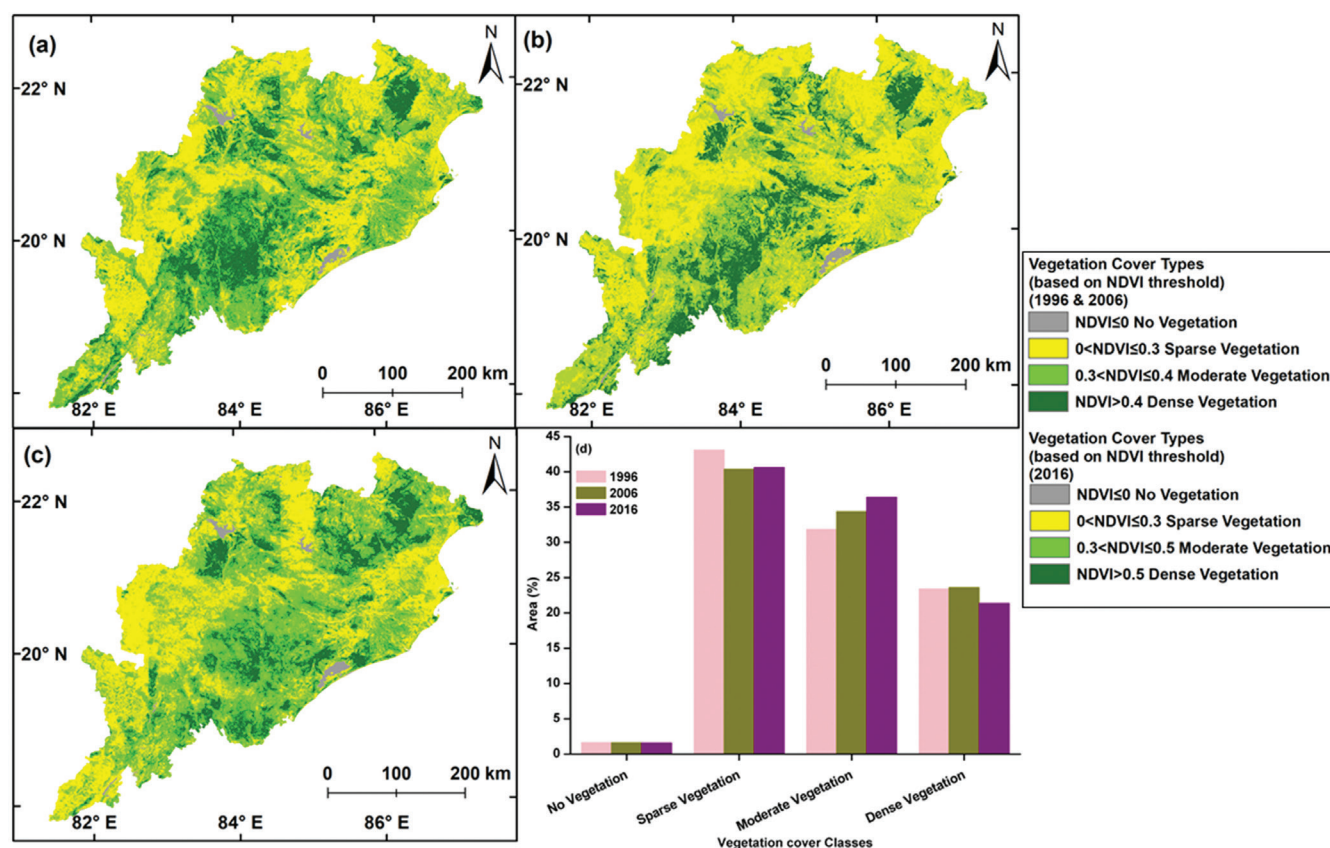 (a)
N
22° N
20° N
0 100 200 km
82° E 84° E 86° E
(b)
N
22° N
20° N
0 100 200 km
82° E 84° E 86° E
(c)
N
22° N
20° N
0 100 200 km
82° E 84° E 86° E
(d)
1996
2006
2016
45
40
35
30
25
20
15
10
5
0
Area (%)
No Vegetation
Sparse Vegetation
Moderate Vegetation
Dense Vegetation
Vegetation cover Classes
Vegetation Cover Types
(based on NDVI threshold)
(1996 & 2006)
NDVI≤0 No Vegetation
0<NDVI≤0.3 Sparse Vegetation
0.3<NDVI≤0.4 Moderate Vegetation
NDVI>0.4 Dense Vegetation
Vegetation Cover Types
(based on NDVI threshold)
(2016)
NDVI≤0 No Vegetation
0<NDVI≤0.3 Sparse Vegetation
0.3<NDVI≤0.5 Moderate Vegetation
NDVI>0.5 Dense Vegetation